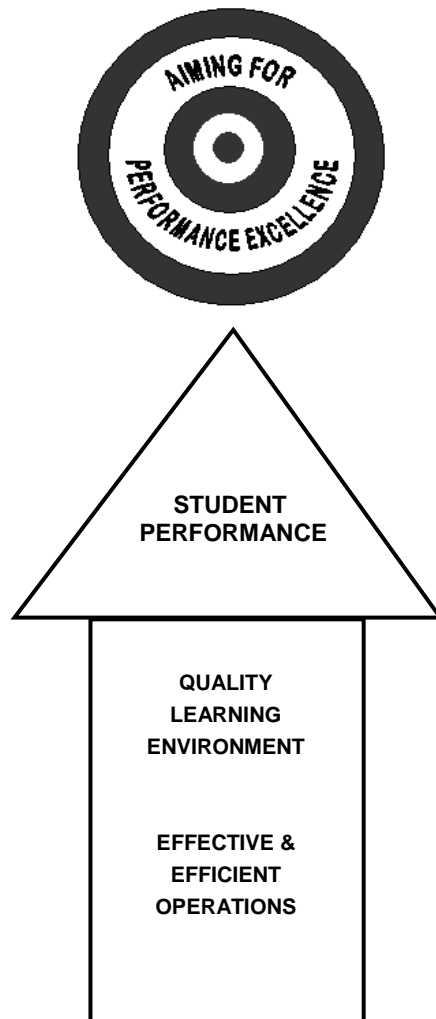 AIMING FOR
PERFORMANCE EXCELLENCE
STUDENT
PERFORMANCE
QUALITY
LEARNING
ENVIRONMENT
EFFECTIVE &
EFFICIENT
OPERATIONS